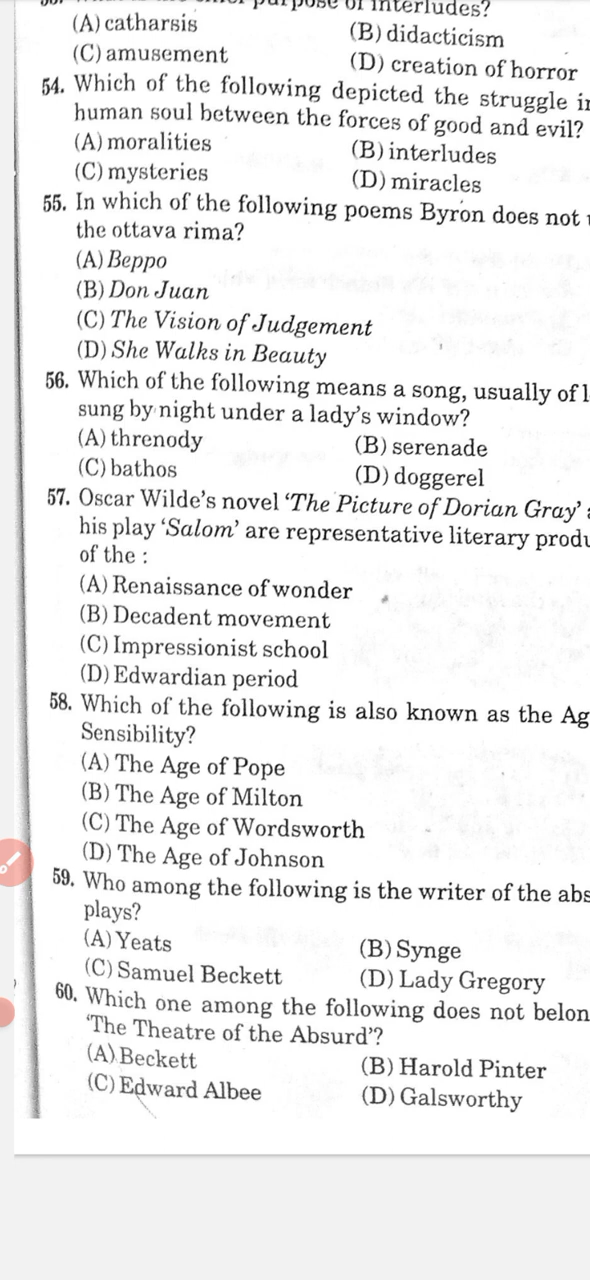 purpose of interludes?
(A) catharsis (B) didacticism
(C) amusement (D) creation of horror
54. Which of the following depicted the struggle
human soul between the forces of good and evil?
(A) moralities (B) interludes
(C) mysteries (D) miracles
55. In which of the following poems Byron does not
the ottava rima?
(A) Beppo
(B) Don Juan
(C) The Vision of Judgement
(D) She Walks in Beauty
56. Which of the following means a song, usually of
sung by night under a lady's window?
(A) threnody (B) serenade
(C) bathos (D) doggerel
57. Oscar Wilde's novel 'The Picture of Dorian Gray'
his play 'Salom' are representative literary
of the :
(A) Renaissance of wonder
(B) Decadent movement
(C) Impressionist school
(D) Edwardian period
58. Which of the following is also known as the Ag
Sensibility?
(A) The Age of Pope
(B) The Age of Milton
(C) The Age of Wordsworth
(D) The Age of Johnson
59. Who among the following is the writer of the abs
plays?
(A) Yeats (B) Synge
(C) Samuel Beckett (D) Lady Gregory
60. Which one among the following does not belon
'The Theatre of the Absurd'?
(A) Beckett (B) Harold Pinter
(C) Edward Albee (D) Galsworthy